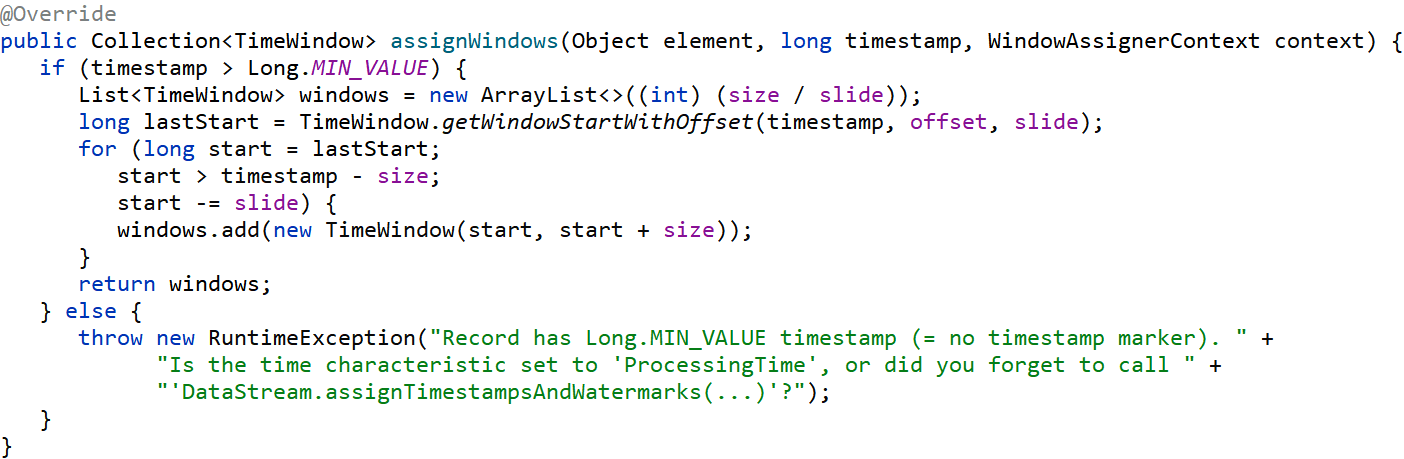 @Override
public Collection<TimeWindow> assignWindows(Object element, long timestamp, WindowAssignerContext context) {
if (timestamp > Long.MIN_VALUE) {
List<TimeWindow> windows = new ArrayList<>((int) (size / slide));
long lastStart = TimeWindow.getWindowStartWithOffset(timestamp, offset, slide);
for (long start = lastStart;
start > timestamp - size;
start -= slide) {
windows.add(new TimeWindow(start, start + size));
}
return windows;
} else {
throw new RuntimeException("Record has Long.MIN_VALUE timestamp (= no timestamp marker). " +
"Is the time characteristic set to 'ProcessingTime', or did you forget to call " +
"'DataStream.assignTimestampsAndWatermarks(...)'?");
}
}